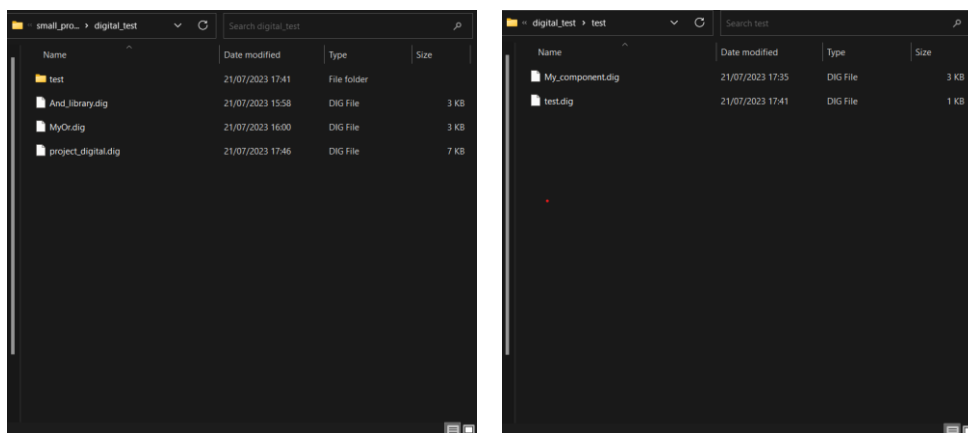 small_pro... › digital_test
Search digital_test
Name Date modified Type Size
test 21/07/2023 17:41 File folder
And_library.dig 21/07/2023 15:58 DIG File 3 KB
MyOr.dig 21/07/2023 16:00 DIG File 3 KB
project_digital.dig 21/07/2023 17:46 DIG File 7 KB
« digital_test › test
Search test
Name Date modified Type Size
My_component.dig 21/07/2023 17:35 DIG File 3 KB
test.dig 21/07/2023 17:41 DIG File 1 KB